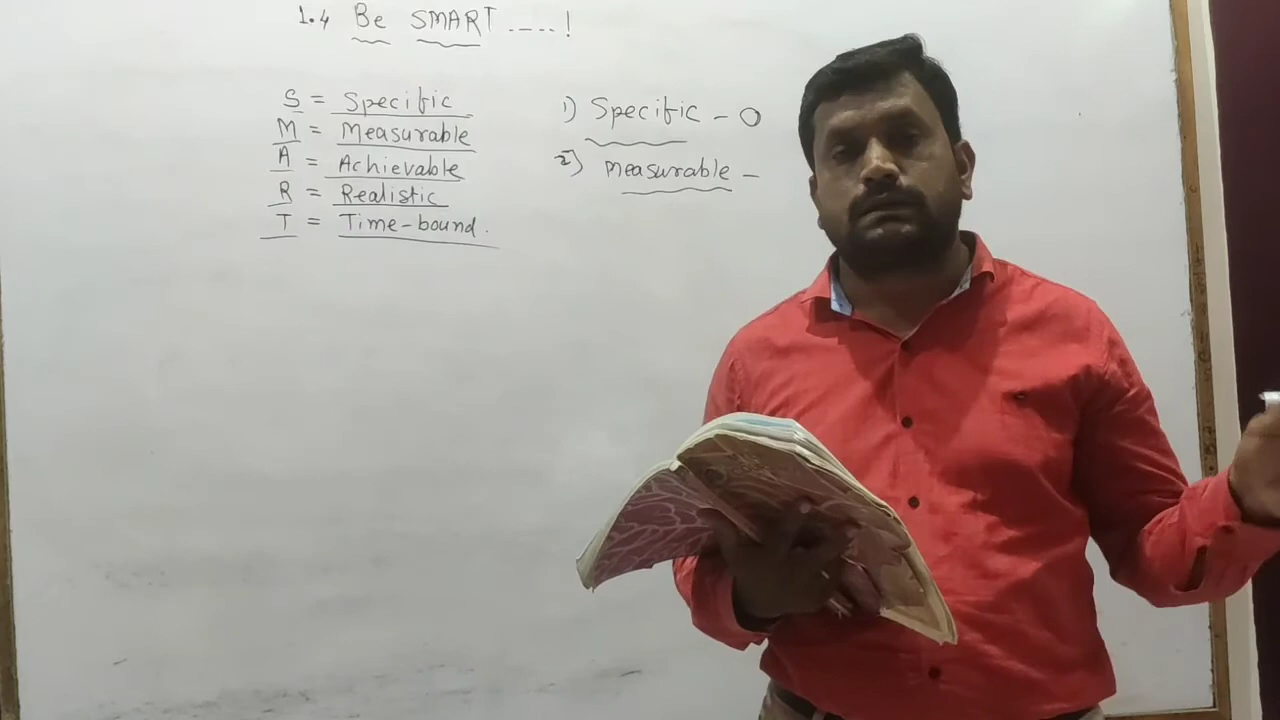 1.4 Be SMART ----- !
S = Specific
M = Measurable
A = Achievable
R = Realistic
T = Time-bound.
1) Specific - O
2) Measurable -